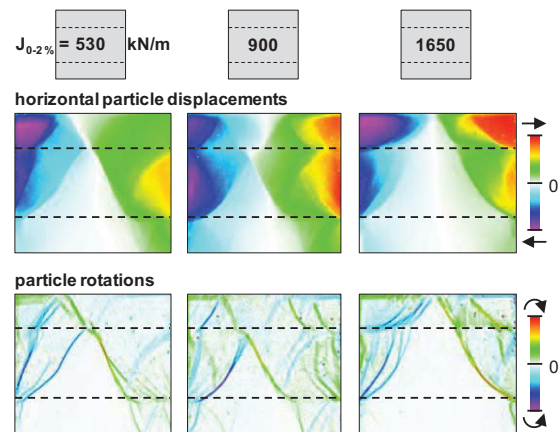 J0-2% = 530 kN/m 900 1650
horizontal particle displacements
0
particle rotations
0